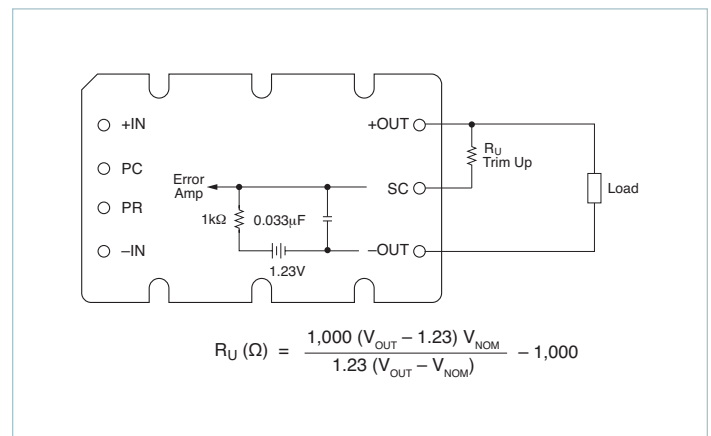 +IN
+OUT
R_U
Trim Up
PC
Error
Amp
SC
Load
PR
1kΩ
0.033µF
–IN
–OUT
1.23V
R_U (Ω) = 1,000 (V_OUT – 1.23) V_NOM / 1.23 (V_OUT – V_NOM) – 1,000